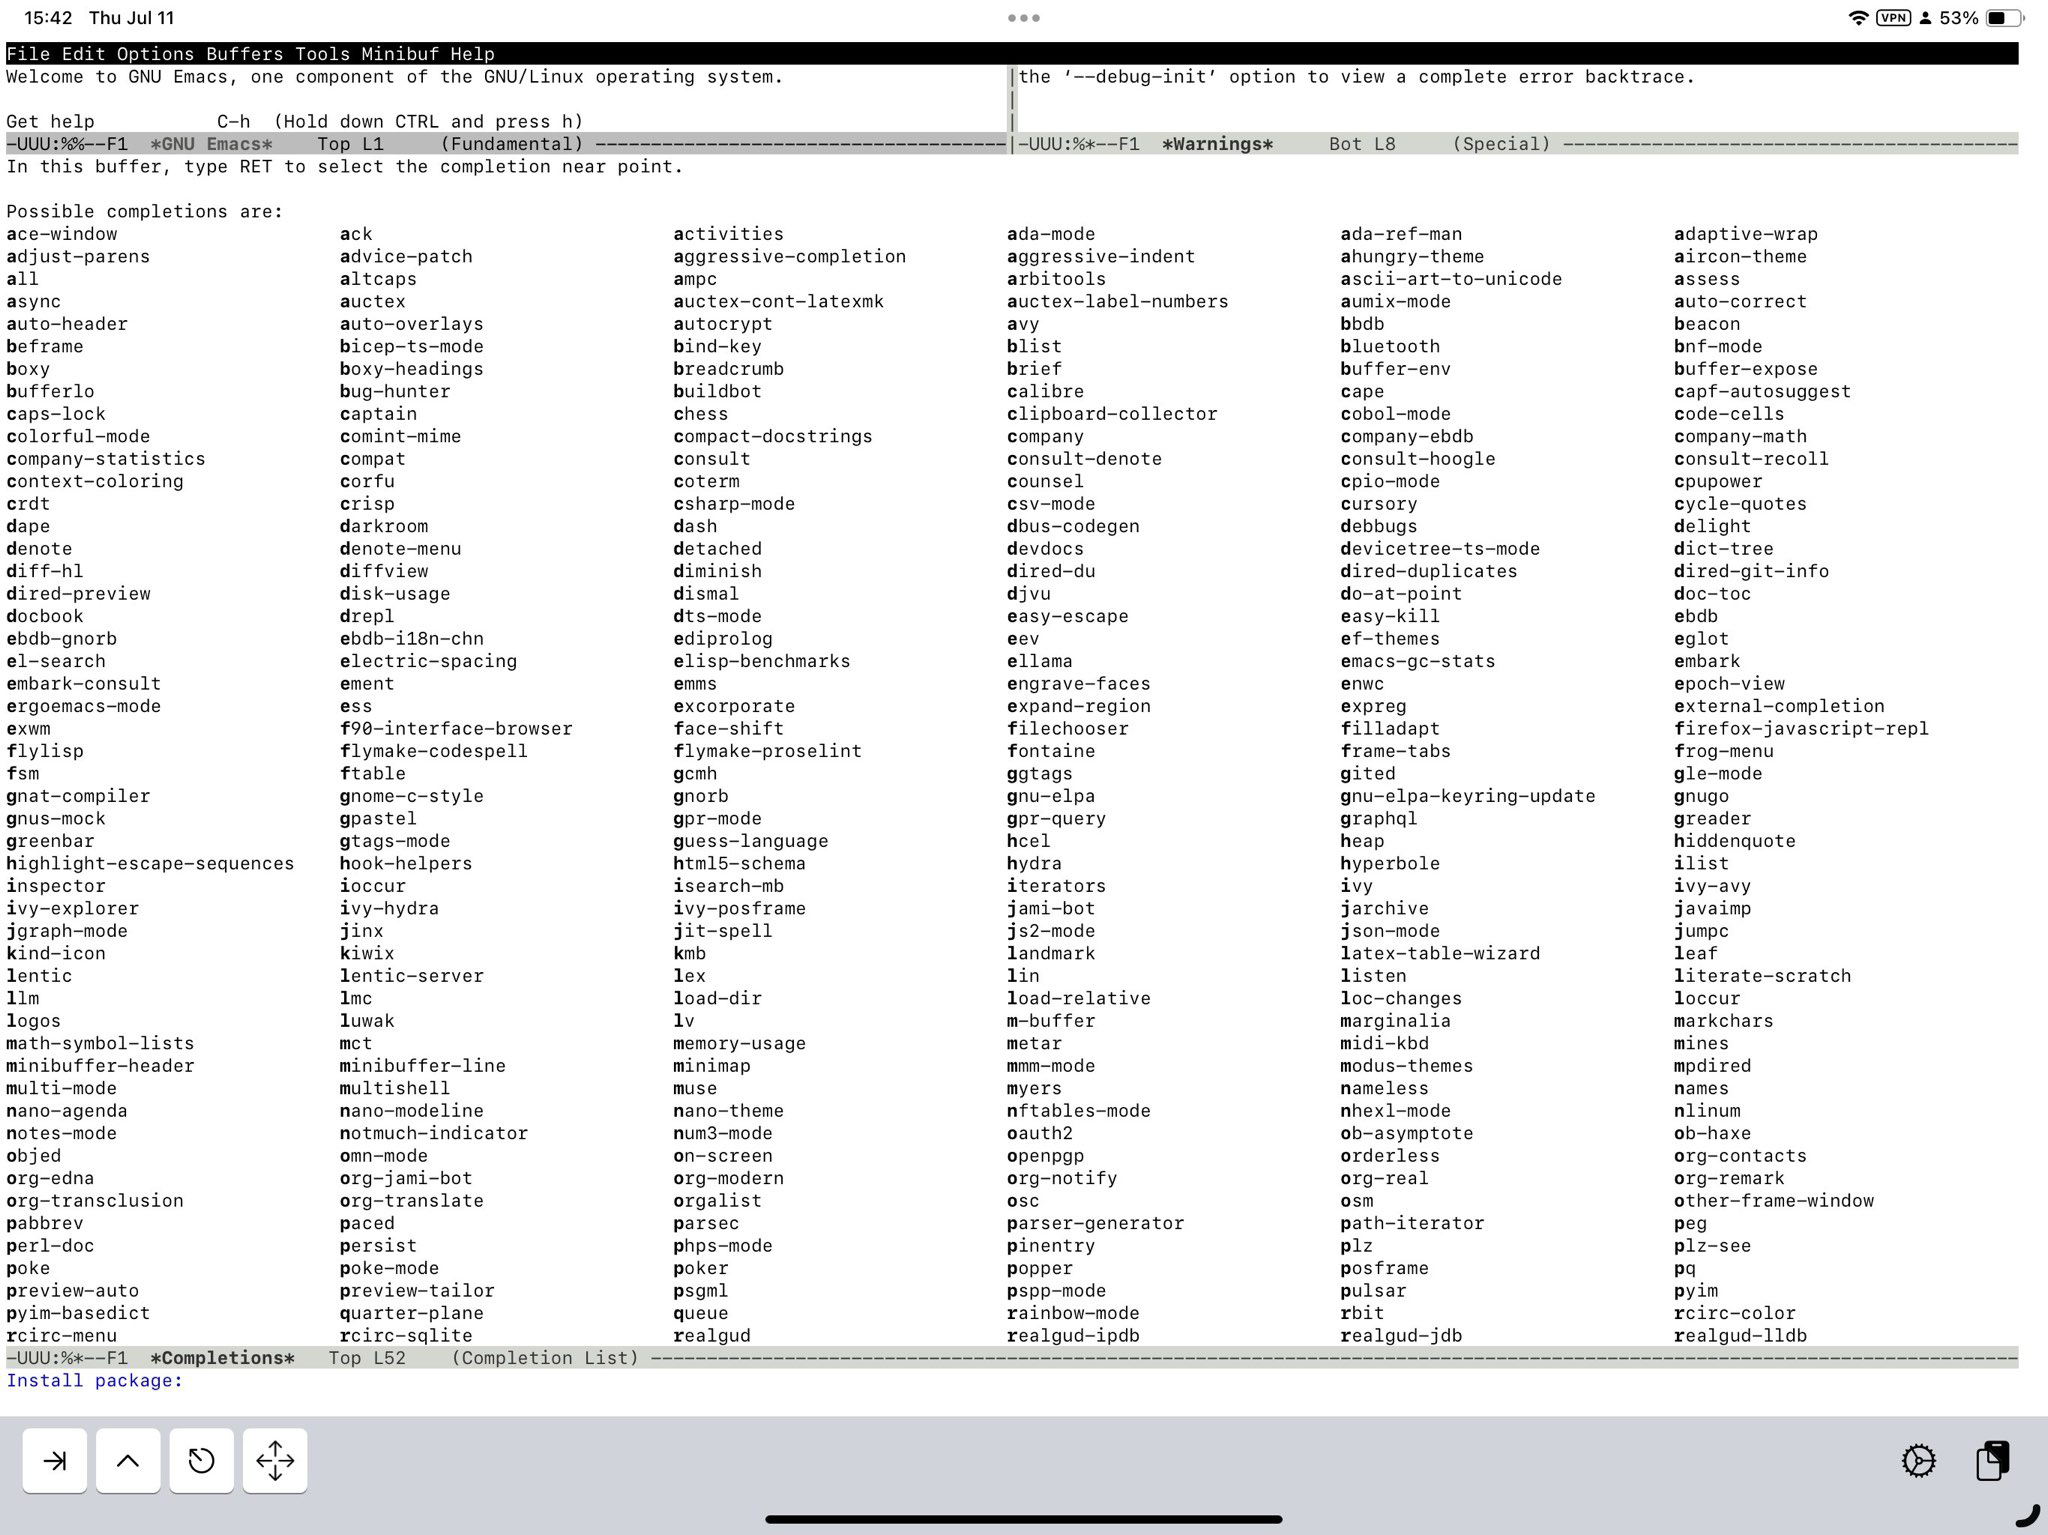 15:42 Thu Jul 11
VPN 53%
File Edit Options Buffers Tools Minibuf Help
Welcome to GNU Emacs, one component of the GNU/Linux operating system. |the ‘--debug-init’ option to view a complete error backtrace.
|
Get help C-h (Hold down CTRL and press h) |
-UUU:%%--F1 *GNU Emacs* Top L1 (Fundamental) -------------------------------------|-UUU:%*--F1 *Warnings* Bot L8 (Special) -----------------------------------------
In this buffer, type RET to select the completion near point.
Possible completions are:
ace-window ack activities ada-mode ada-ref-man adaptive-wrap
adjust-parens advice-patch aggressive-completion aggressive-indent ahungry-theme aircon-theme
all altcaps ampc arbitools ascii-art-to-unicode assess
async auctex auctex-cont-latexmk auctex-label-numbers aumix-mode auto-correct
auto-header auto-overlays autocrypt avy bbdb beacon
beframe bicep-ts-mode bind-key blist bluetooth bnf-mode
boxy boxy-headings breadcrumb brief buffer-env buffer-expose
bufferlo bug-hunter buildbot calibre cape capf-autosuggest
caps-lock captain chess clipboard-collector cobol-mode code-cells
colorful-mode comint-mime compact-docstrings company company-ebdb company-math
company-statistics compat consult consult-denote consult-hoogle consult-recoll
context-coloring corfu coterm counsel cpio-mode cpupower
crdt crisp csharp-mode csv-mode cursory cycle-quotes
dape darkroom dash dbus-codegen debbugs delight
denote denote-menu detached devdocs devicetree-ts-mode dict-tree
diff-hl diffview diminish dired-du dired-duplicates dired-git-info
dired-preview disk-usage dismal djvu do-at-point doc-toc
docbook drepl dts-mode easy-escape easy-kill ebdb
ebdb-gnorb ebdb-i18n-chn ediprolog eev ef-themes eglot
el-search electric-spacing elisp-benchmarks ellama emacs-gc-stats embark
embark-consult ement emms engrave-faces enwc epoch-view
ergoemacs-mode ess excorporate expand-region expreg external-completion
exwm f90-interface-browser face-shift filechooser filladapt firefox-javascript-repl
flylisp flymake-codespell flymake-proselint fontaine frame-tabs frog-menu
fsm ftable gcmh ggtags gited gle-mode
gnat-compiler gnome-c-style gnorb gnu-elpa gnu-elpa-keyring-update gnugo
gnus-mock gpastel gpr-mode gpr-query graphql greader
greenbar gtags-mode guess-language hcel heap hiddenquote
highlight-escape-sequences hook-helpers html5-schema hydra hyperbole ilist
inspector ioccur isearch-mb iterators ivy ivy-avy
ivy-explorer ivy-hydra ivy-posframe jami-bot jarchive javaimp
jgraph-mode jinx jit-spell js2-mode json-mode jumpc
kind-icon kiwix kmb landmark latex-table-wizard leaf
lentic lentic-server lex lin listen literate-scratch
llm lmc load-dir load-relative loc-changes loccur
logos luwak lv m-buffer marginalia markchars
math-symbol-lists mct memory-usage metar midi-kbd mines
minibuffer-header minibuffer-line minimap mmm-mode modus-themes mpdired
multi-mode multishell muse myers nameless names
nano-agenda nano-modeline nano-theme nftables-mode nhexl-mode nlinum
notes-mode notmuch-indicator num3-mode oauth2 ob-asymptote ob-haxe
objed omn-mode on-screen openpgp orderless org-contacts
org-edna org-jami-bot org-modern org-notify org-real org-remark
org-transclusion org-translate orgalist osc osm other-frame-window
pabbrev paced parsec parser-generator path-iterator peg
perl-doc persist phps-mode pinentry plz plz-see
poke poke-mode poker popper posframe pq
preview-auto preview-tailor psgml pspp-mode pulsar pyim
pyim-basedict quarter-plane queue rainbow-mode rbit rcirc-color
rcirc-menu rcirc-sqlite realgud realgud-ipdb realgud-jdb realgud-lldb
-UUU:%*--F1 *Completions* Top L52 (Completion List) ---------------------------------------------------------------------------------------------------------------------------
Install package: